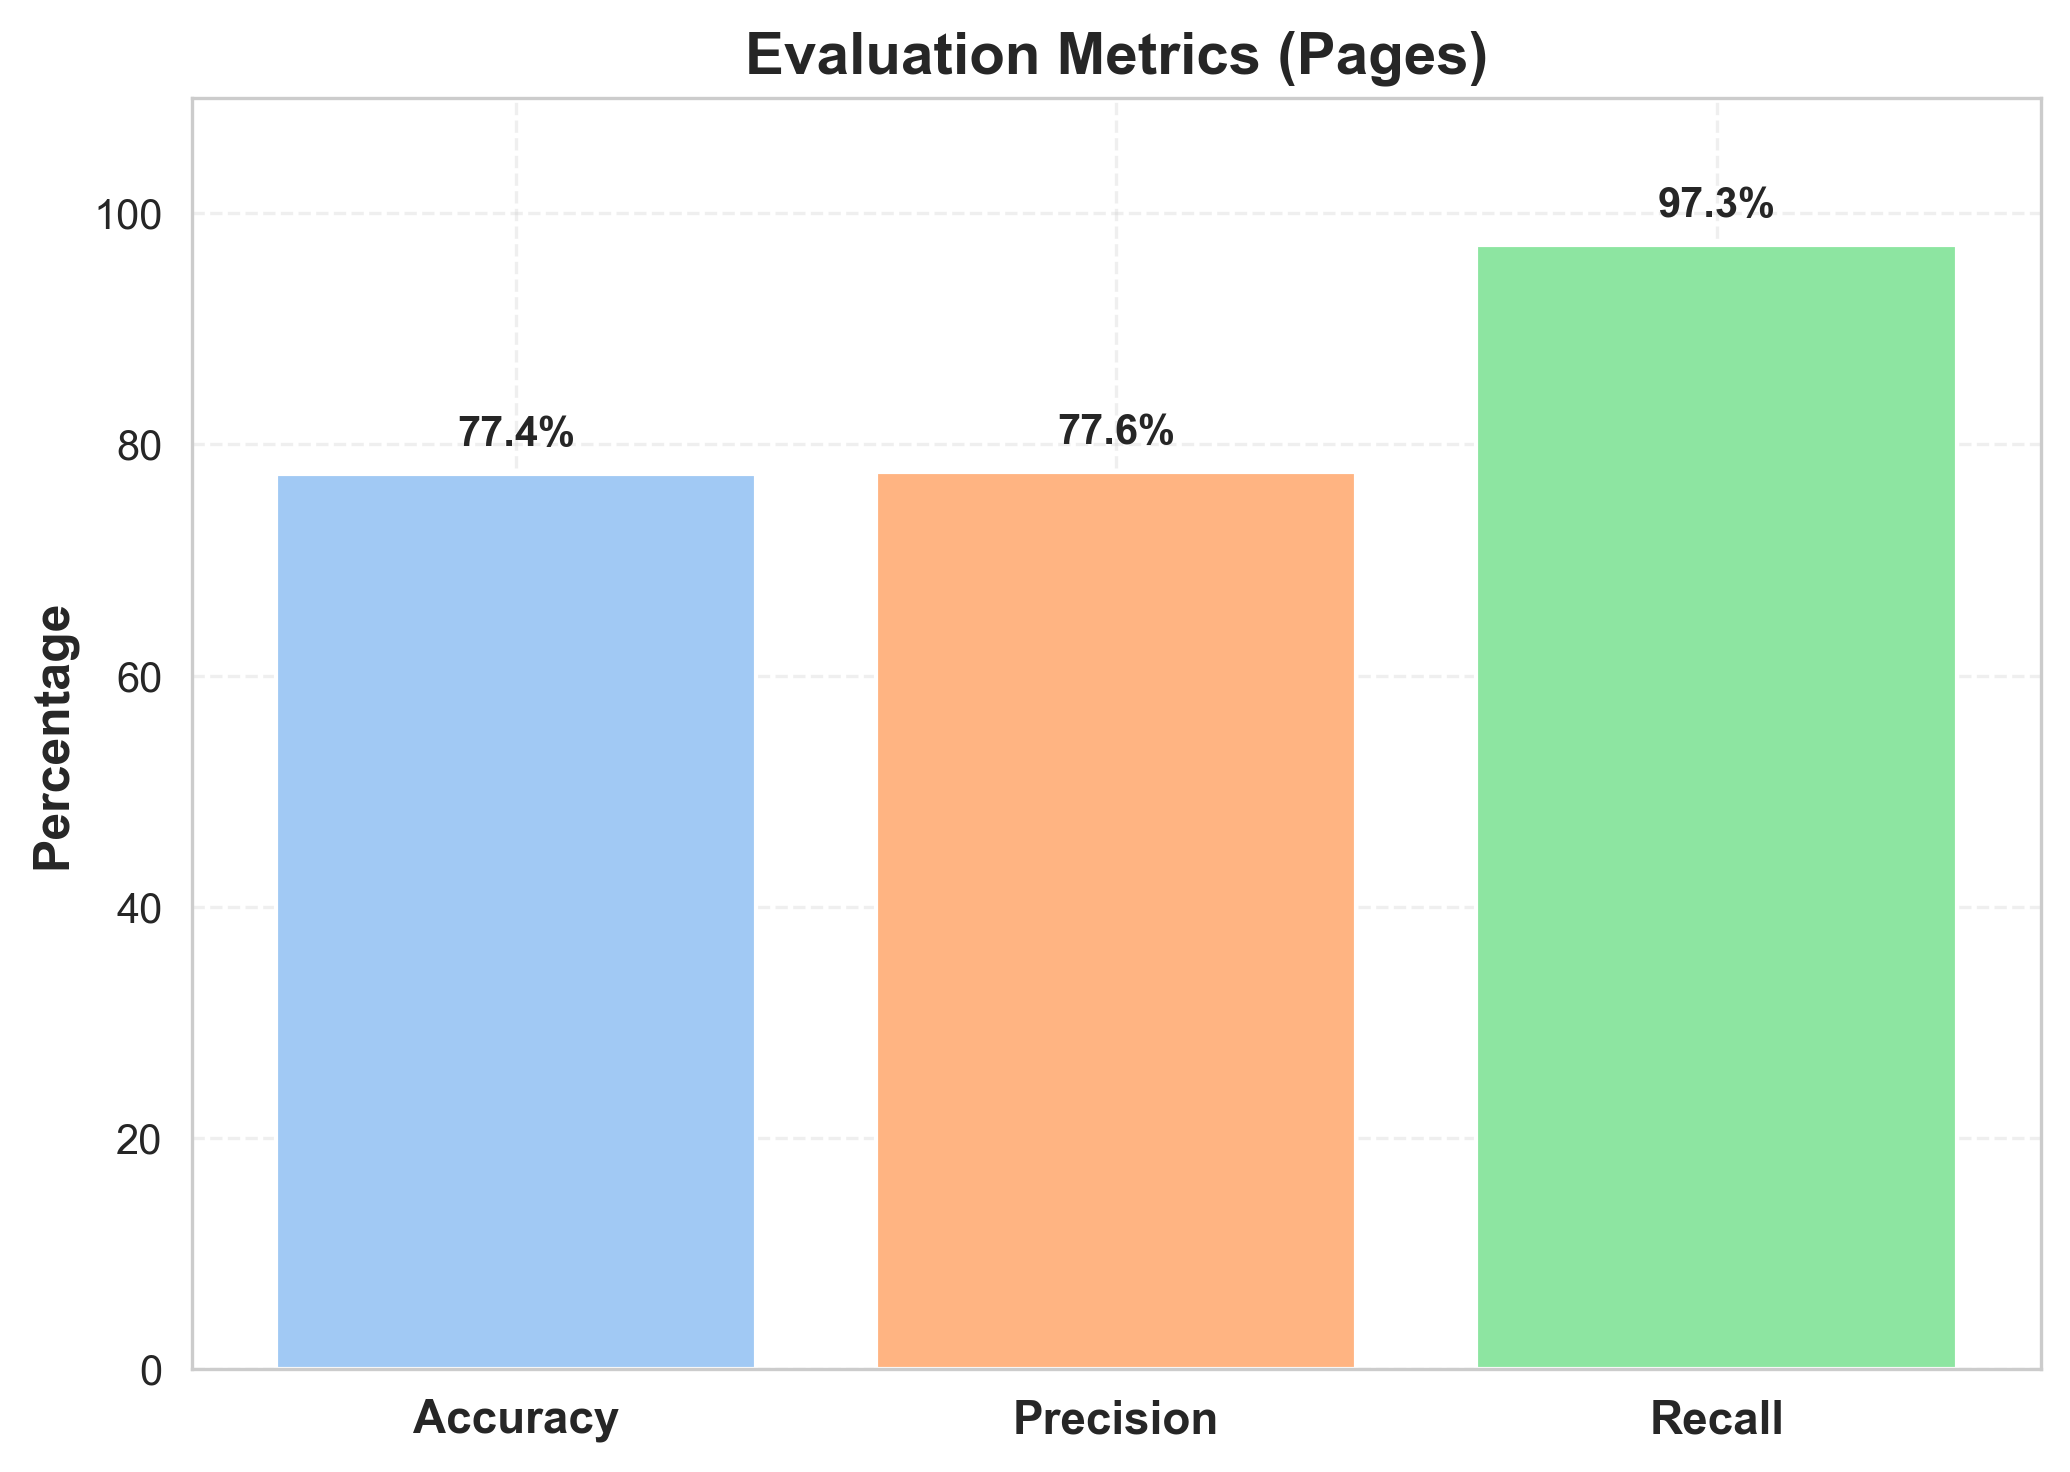 Evaluation Metrics (Pages)
Percentage
100
80
60
40
20
0
77.4%
77.6%
97.3%
Accuracy
Precision
Recall